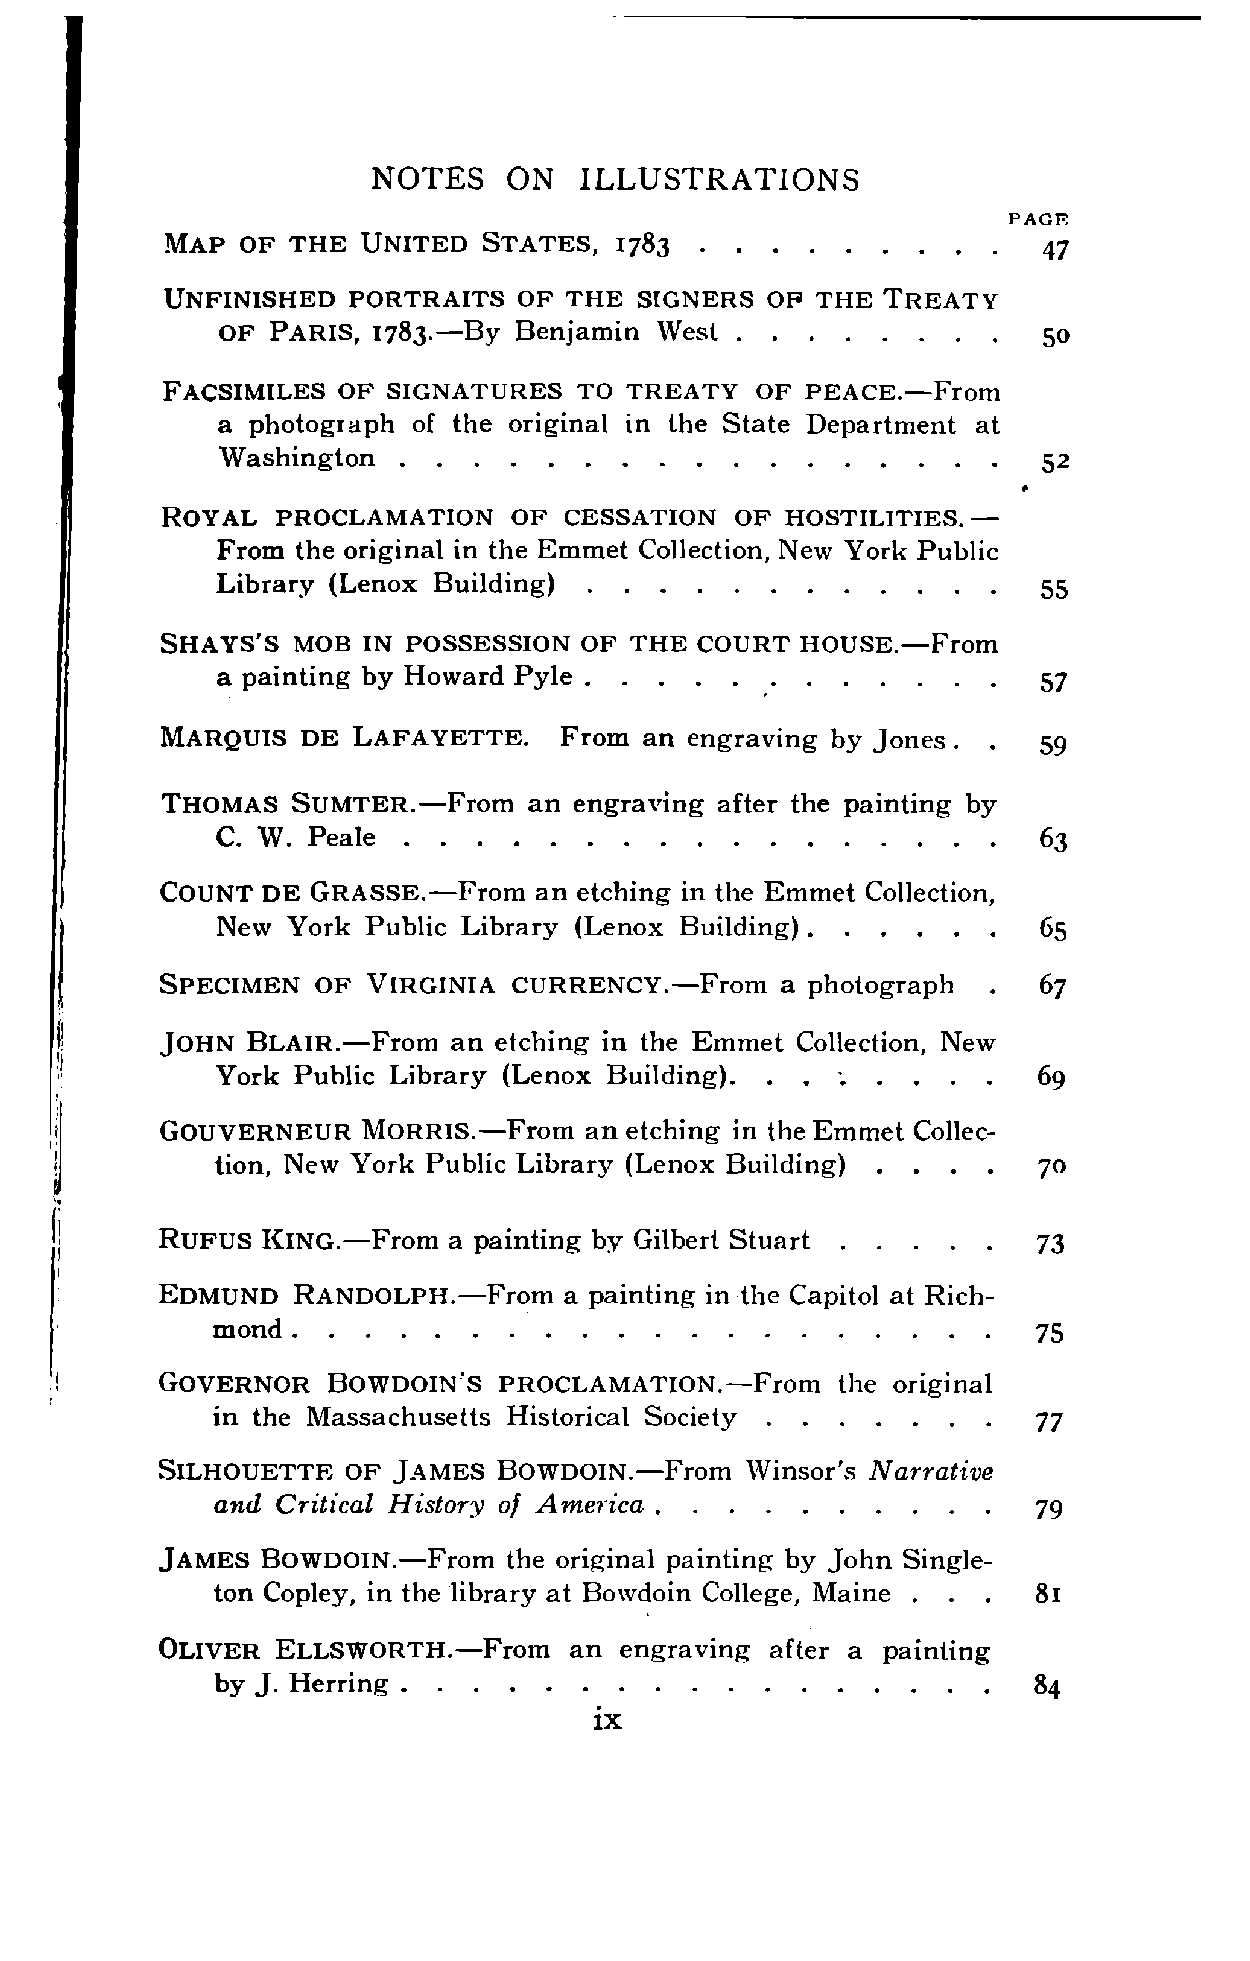 NOTES ON ILLUSTRATIONS
PAGE
MAP OF THE UNITED STATES, 1783 . . . . . . . . . 47
UNFINISHED PORTRAITS OF THE SIGNERS OF THE TREATY
OF PARIS, 1783.—By Benjamin West . . . . . . . . 50
FACSIMILES OF SIGNATURES TO TREATY OF PEACE.—From
a photograph of the original in the State Department at
Washington . . . . . . . . . . . . . . . . . 52
ROYAL PROCLAMATION OF CESSATION OF HOSTILITIES.—
From the original in the Emmet Collection, New York Public
Library (Lenox Building) . . . . . . . . . . . . 55
SHAYS'S MOB IN POSSESSION OF THE COURT HOUSE.—From
a painting by Howard Pyle . . . . . . . . . . . . 57
MARQUIS DE LAFAYETTE. From an engraving by Jones . . 59
THOMAS SUMTER.—From an engraving after the painting by
C. W. Peale . . . . . . . . . . . . . . . . . 63
COUNT DE GRASSE.—From an etching in the Emmet Collection,
New York Public Library (Lenox Building) . . . . . . 65
SPECIMEN OF VIRGINIA CURRENCY.—From a photograph . 67
JOHN BLAIR.—From an etching in the Emmet Collection, New
York Public Library (Lenox Building). . . . . . . . 69
GOUVERNEUR MORRIS.—From an etching in the Emmet Collec-
tion, New York Public Library (Lenox Building) . . . . 70
RUFUS KING.—From a painting by Gilbert Stuart . . . . . 73
EDMUND RANDOLPH.—From a painting in the Capitol at Rich-
mond . . . . . . . . . . . . . . . . . . . . 75
GOVERNOR BOWDOIN'S PROCLAMATION.—From the original
in the Massachusetts Historical Society . . . . . . . 77
SILHOUETTE OF JAMES BOWDOIN.—From Winsor's Narrative
and Critical History of America . . . . . . . . . . 79
JAMES BOWDOIN.—From the original painting by John Single-
ton Copley, in the library at Bowdoin College, Maine . . . 81
OLIVER ELLSWORTH.—From an engraving after a painting
by J. Herring . . . . . . . . . . . . . . . . . 84
ix